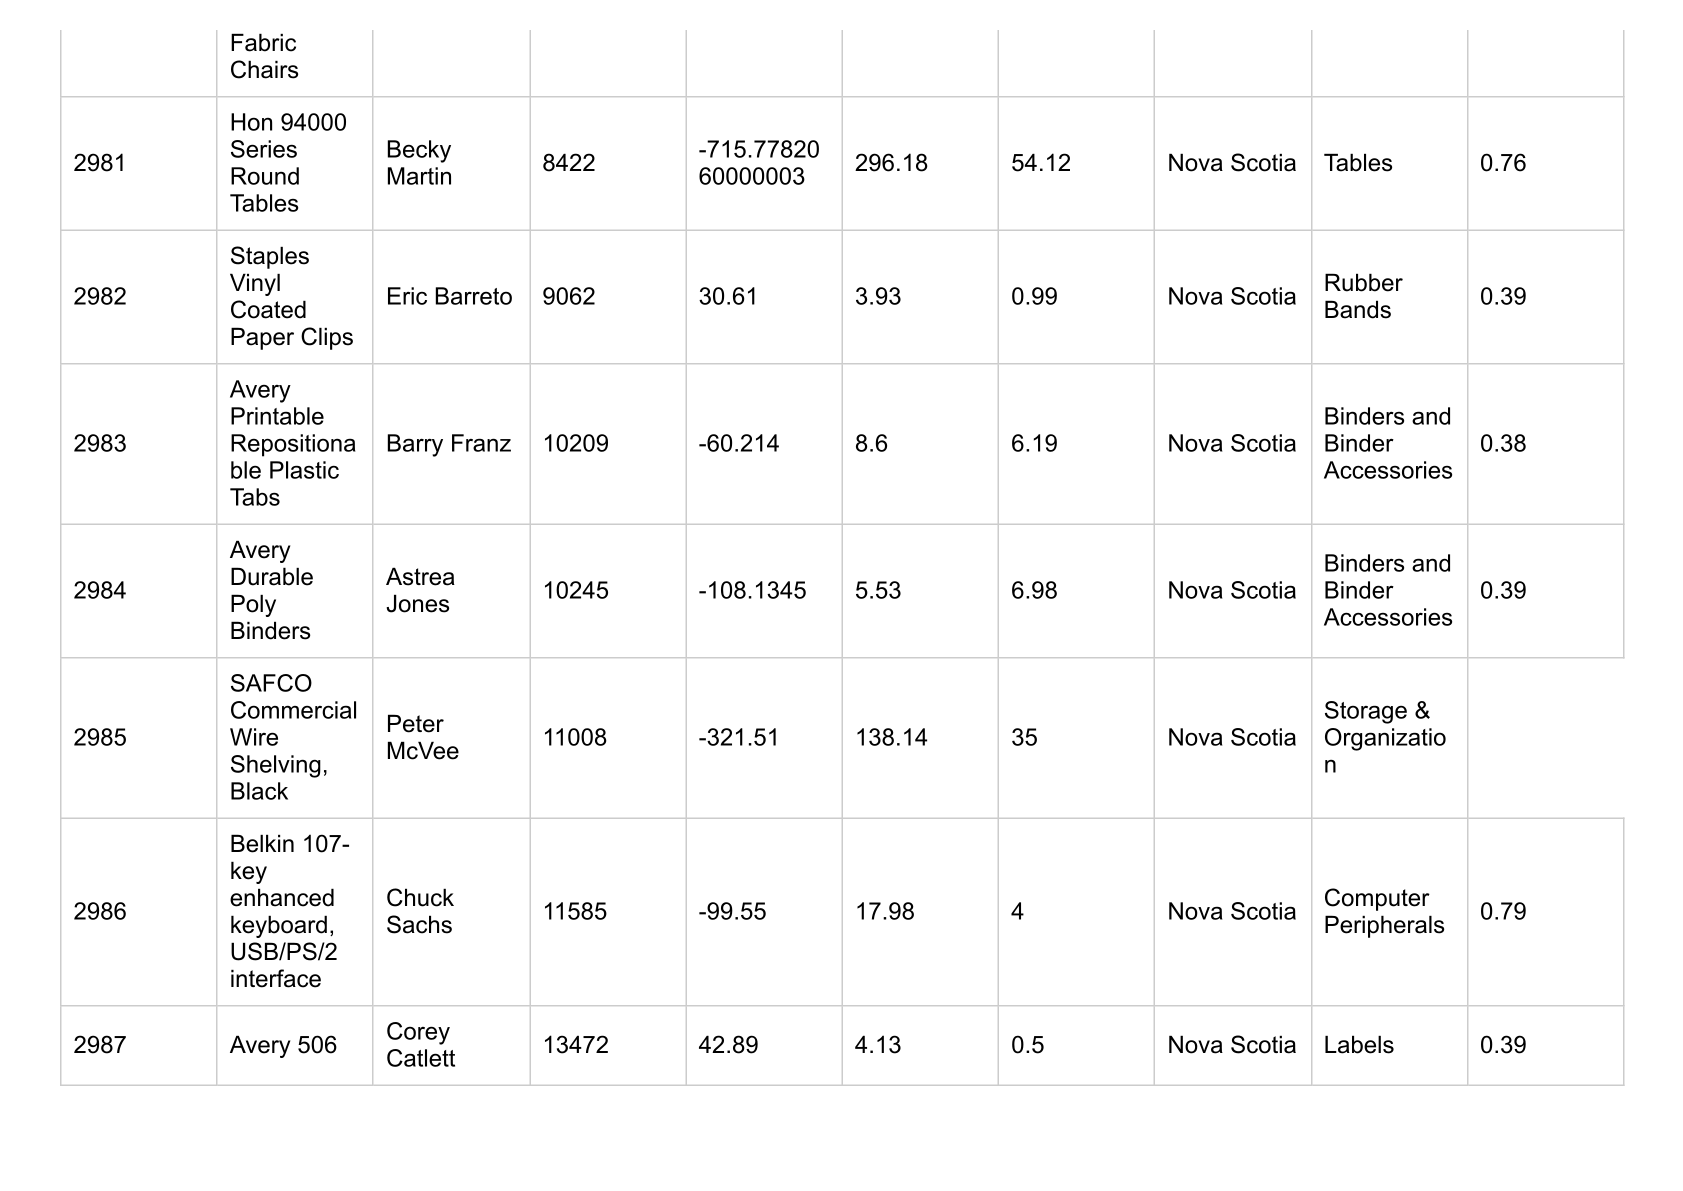 Fabric
Chairs
2981
Hon 94000
Series
Round
Tables
Becky
Martin
8422
-715.77820
60000003
296.18
54.12
Nova Scotia
Tables
0.76
2982
Staples
Vinyl
Coated
Paper Clips
Eric Barreto
9062
30.61
3.93
0.99
Nova Scotia
Rubber
Bands
0.39
2983
Avery
Printable
Repositiona
ble Plastic
Tabs
Barry Franz
10209
-60.214
8.6
6.19
Nova Scotia
Binders and
Binder
Accessories
0.38
2984
Avery
Durable
Poly
Binders
Astrea
Jones
10245
-108.1345
5.53
6.98
Nova Scotia
Binders and
Binder
Accessories
0.39
2985
SAFCO
Commercial
Wire
Shelving,
Black
Peter
McVee
11008
-321.51
138.14
35
Nova Scotia
Storage &
Organizatio
n
2986
Belkin 107-
key
enhanced
keyboard,
USB/PS/2
interface
Chuck
Sachs
11585
-99.55
17.98
4
Nova Scotia
Computer
Peripherals
0.79
2987
Avery 506
Corey
Catlett
13472
42.89
4.13
0.5
Nova Scotia
Labels
0.39